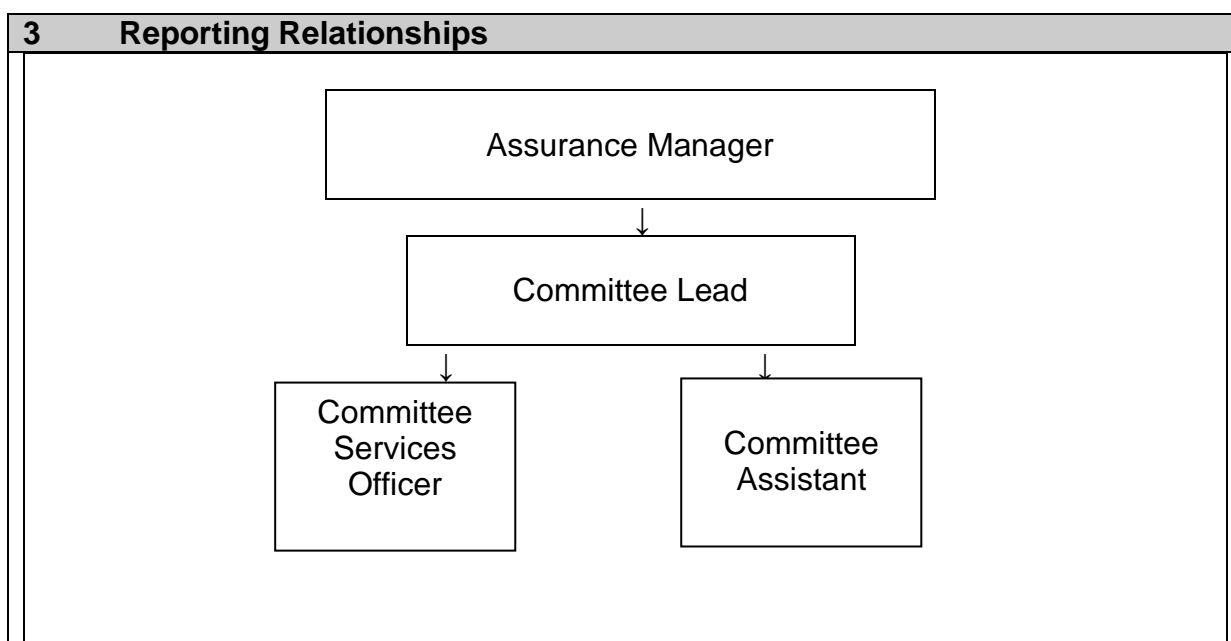 3 Reporting Relationships
Assurance Manager
↓
Committee Lead
↓ ↓
Committee
Services
Officer
Committee
Assistant